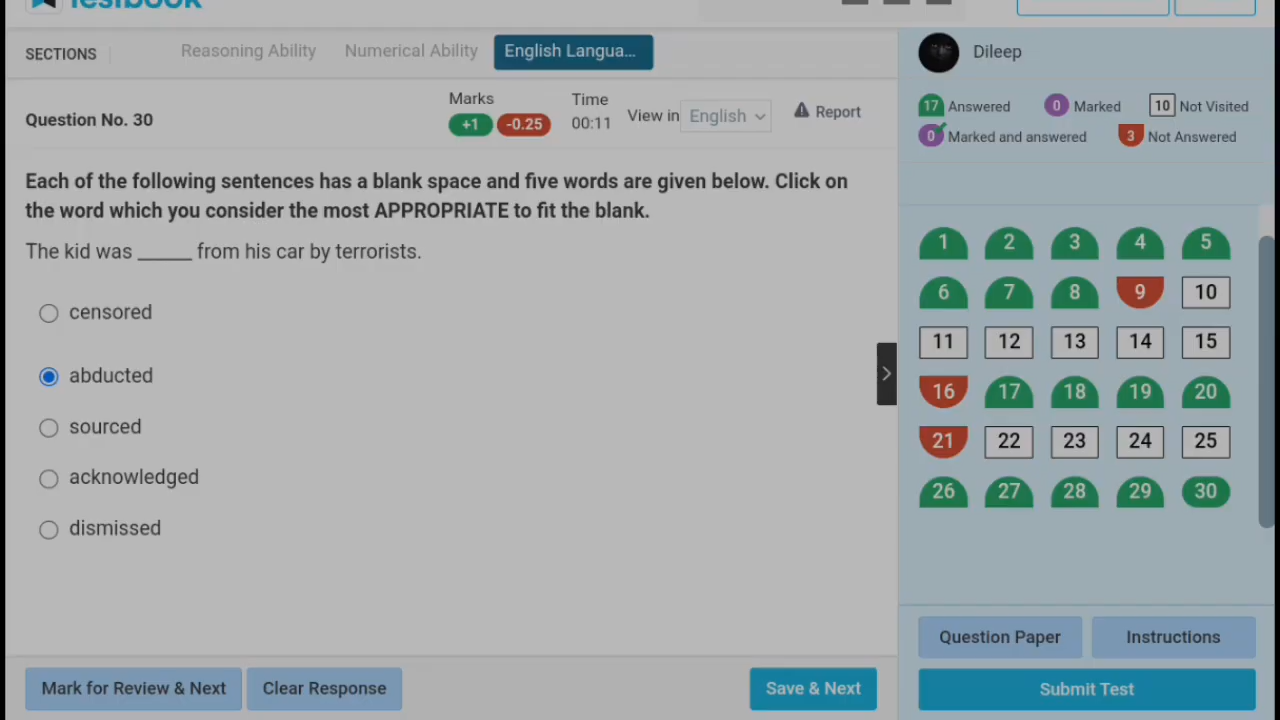 Testbook
SECTIONS
Reasoning Ability
Numerical Ability
English Langua...
Dileep
Question No. 30
Marks
+1
-0.25
Time
00:11
View in
English
Report
17 Answered
0 Marked
10 Not Visited
0 Marked and answered
3 Not Answered
Each of the following sentences has a blank space and five words are given below. Click on
the word which you consider the most APPROPRIATE to fit the blank.
The kid was ______ from his car by terrorists.
censored
abducted
sourced
acknowledged
dismissed
1 2 3 4 5
6 7 8 9 10
11 12 13 14 15
16 17 18 19 20
21 22 23 24 25
26 27 28 29 30
Question Paper
Instructions
Mark for Review & Next
Clear Response
Save & Next
Submit Test